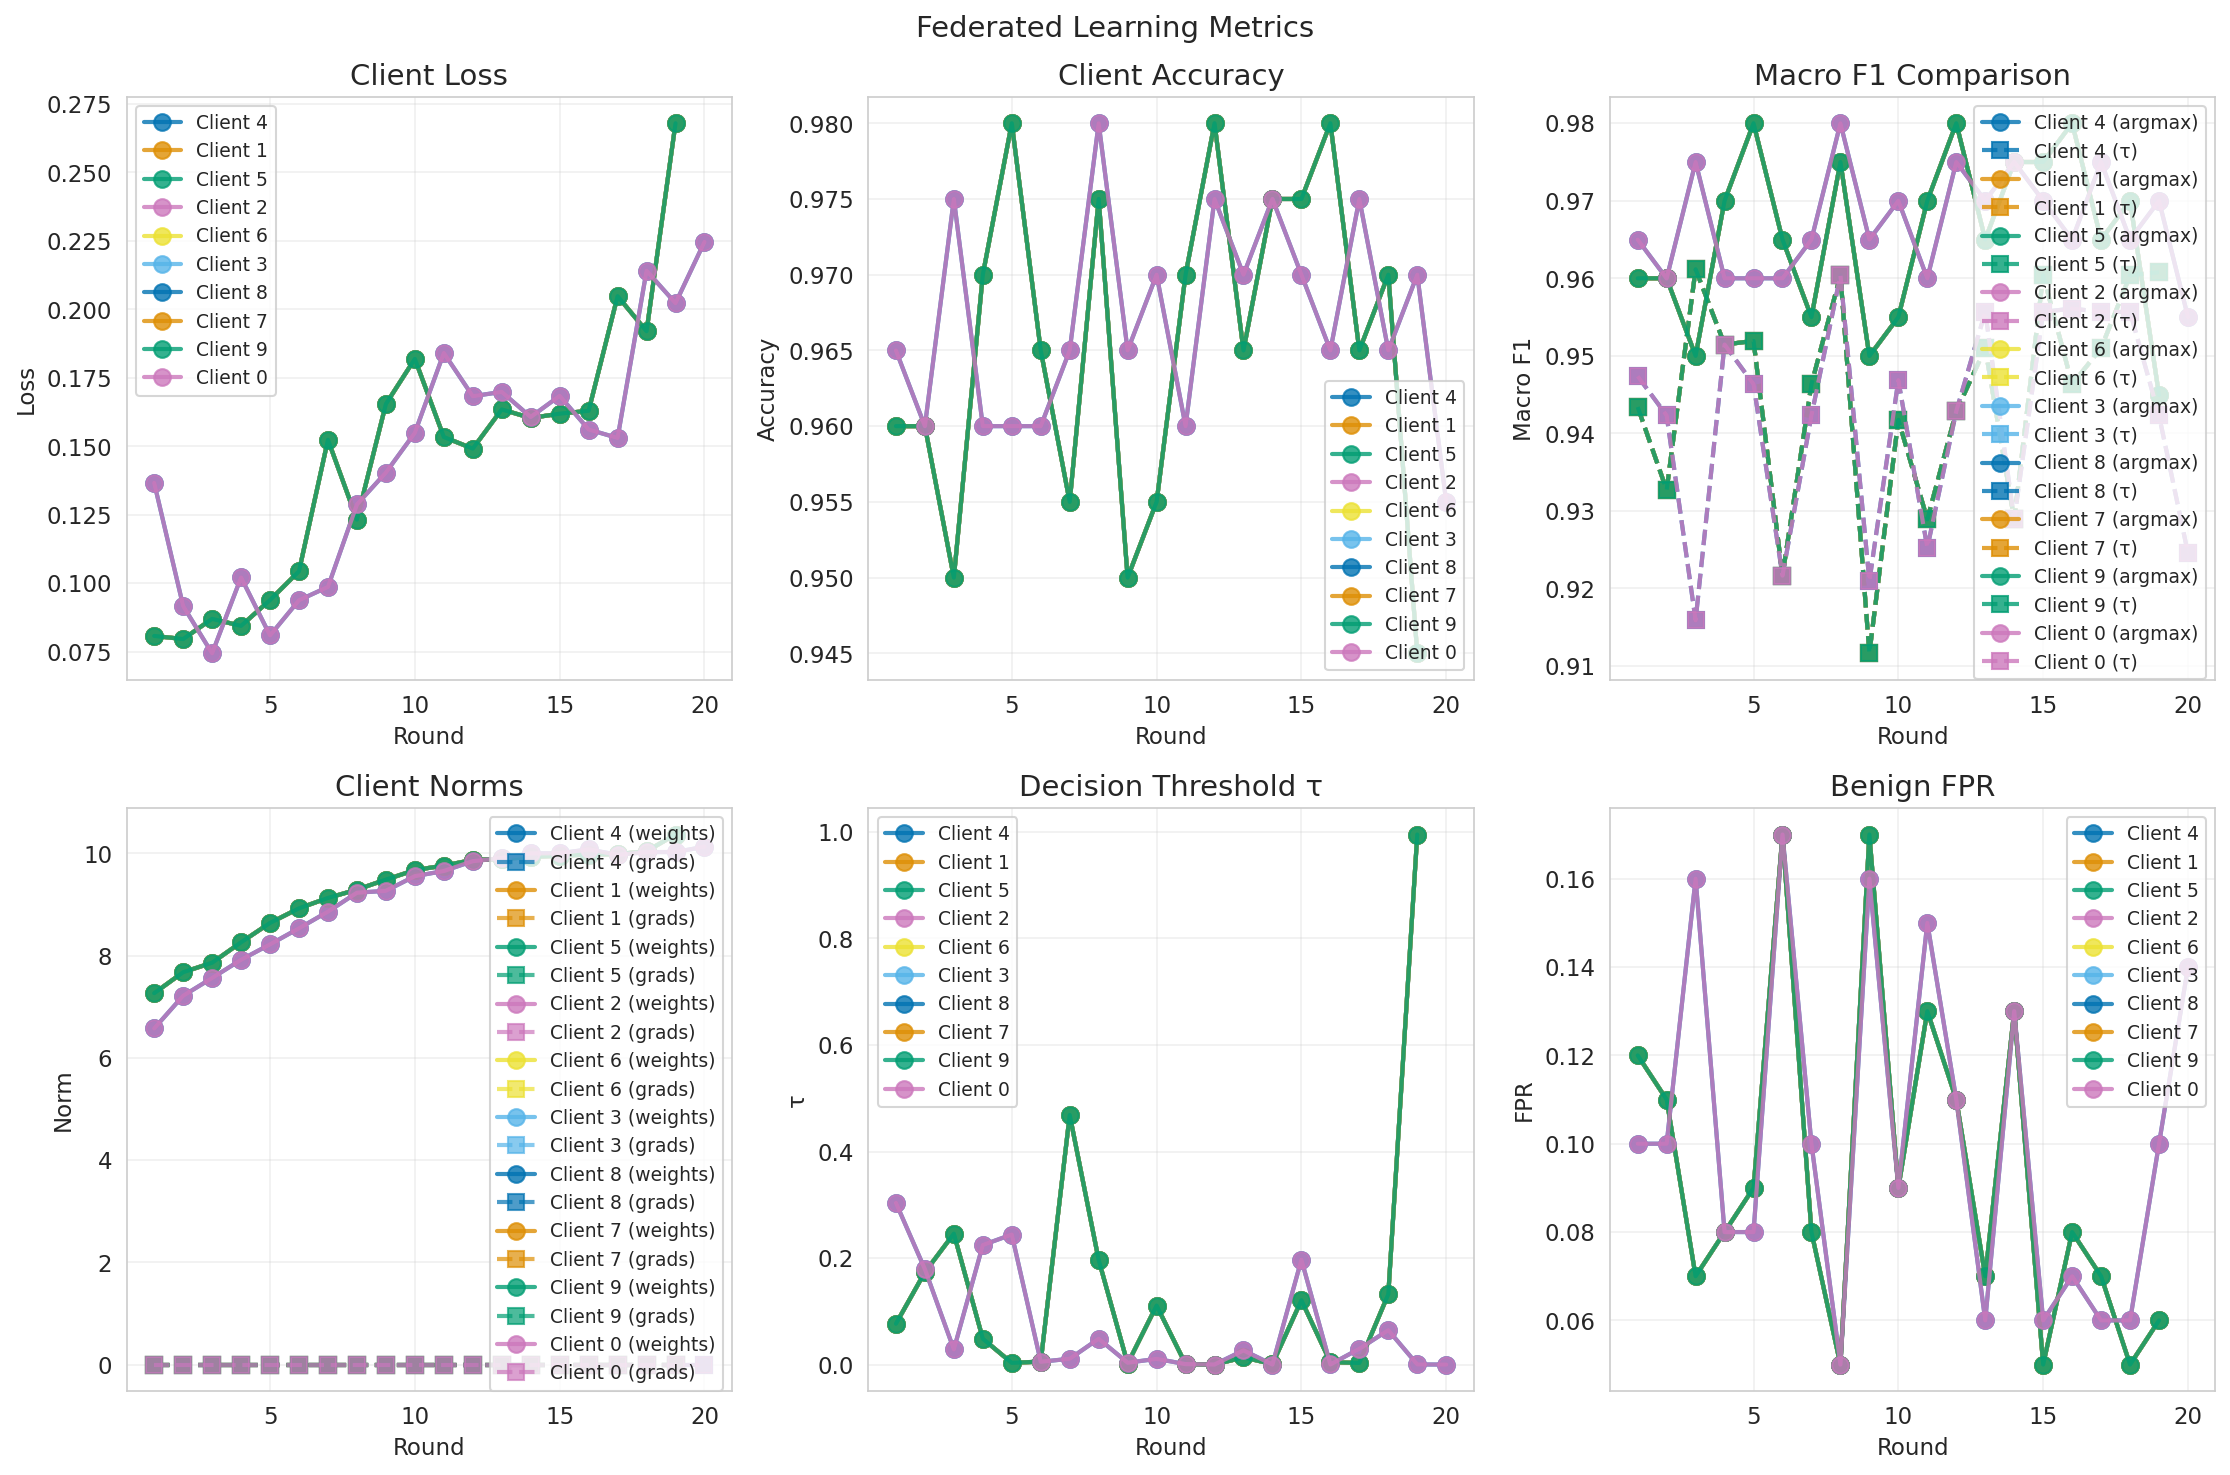 Federated Learning Metrics
Client Loss
0.275
0.250
0.225
0.200
0.175
0.150
0.125
0.100
0.075
Loss
5
10
15
20
Round
Client 4
Client 1
Client 5
Client 2
Client 6
Client 3
Client 8
Client 7
Client 9
Client 0
Client Accuracy
0.980
0.975
0.970
0.965
0.960
0.955
0.950
0.945
Accuracy
5
10
15
20
Round
Client 4
Client 1
Client 5
Client 2
Client 6
Client 3
Client 8
Client 7
Client 9
Client 0
Macro F1 Comparison
0.98
0.97
0.96
0.95
0.94
0.93
0.92
0.91
Macro F1
5
10
15
20
Round
Client 4 (argmax)
Client 4 (τ)
Client 1 (argmax)
Client 1 (τ)
Client 5 (argmax)
Client 5 (τ)
Client 2 (argmax)
Client 2 (τ)
Client 6 (argmax)
Client 6 (τ)
Client 3 (argmax)
Client 3 (τ)
Client 8 (argmax)
Client 8 (τ)
Client 7 (argmax)
Client 7 (τ)
Client 9 (argmax)
Client 9 (τ)
Client 0 (argmax)
Client 0 (τ)
Client Norms
10
8
6
4
2
0
Norm
5
10
15
20
Round
Client 4 (weights)
Client 4 (grads)
Client 1 (weights)
Client 1 (grads)
Client 5 (weights)
Client 5 (grads)
Client 2 (weights)
Client 2 (grads)
Client 6 (weights)
Client 6 (grads)
Client 3 (weights)
Client 3 (grads)
Client 8 (weights)
Client 8 (grads)
Client 7 (weights)
Client 7 (grads)
Client 9 (weights)
Client 9 (grads)
Client 0 (weights)
Client 0 (grads)
Decision Threshold τ
1.0
0.8
0.6
0.4
0.2
0.0
τ
5
10
15
20
Round
Client 4
Client 1
Client 5
Client 2
Client 6
Client 3
Client 8
Client 7
Client 9
Client 0
Benign FPR
0.16
0.14
0.12
0.10
0.08
0.06
FPR
5
10
15
20
Round
Client 4
Client 1
Client 5
Client 2
Client 6
Client 3
Client 8
Client 7
Client 9
Client 0